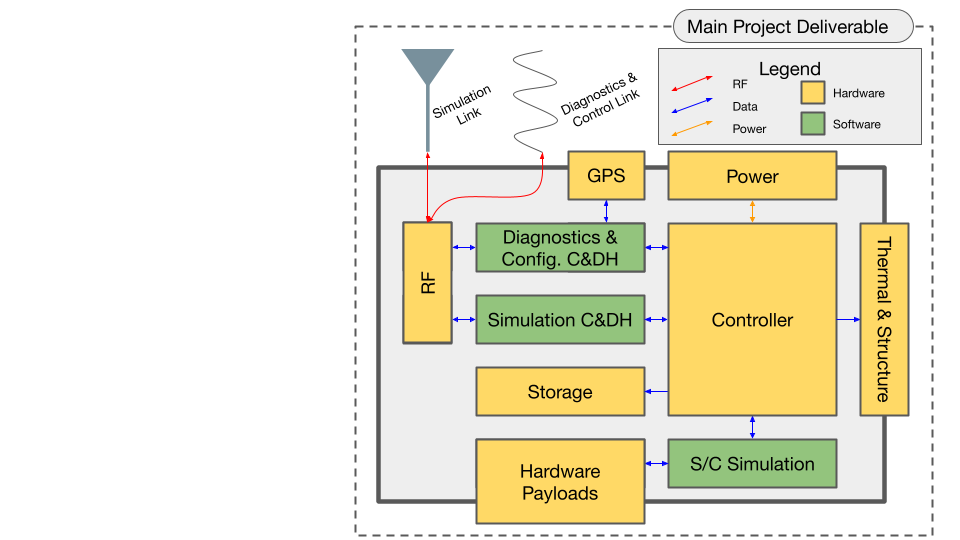 Main Project Deliverable
Legend
RF
Data
Power
Hardware
Software
Simulation
Link
Diagnostics &
Control Link
GPS
Power
RF
Diagnostics &
Config. C&DH
Simulation C&DH
Controller
Thermal & Structure
Storage
Hardware
Payloads
S/C Simulation